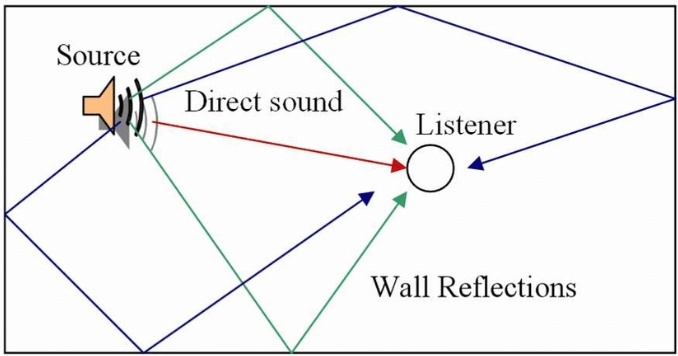 Source
Direct sound
Listener
Wall Reflections